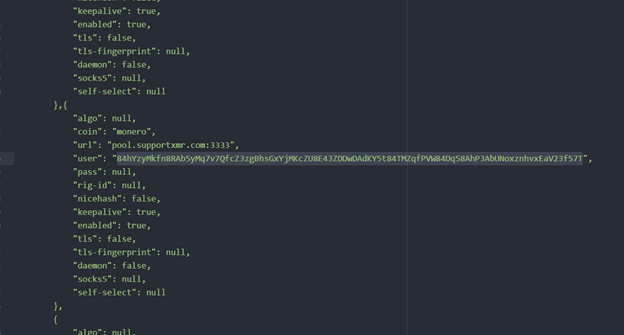 "keepalive": true,
"enabled": true,
"tls": false,
"tls-fingerprint": null,
"daemon": false,
"socks5": null,
"self-select": null
},{
"algo": null,
"coin": "monero",
"url": "pool.supportxmr.com:3333",
"user": "84hYzyMkfn8RAb5yMq7v7QfcZ3zgBhsGxYjMKcZU8E43ZDDwDAdKY5t84TMZqfPVW84Dq58AhP3AbUNoxznhvxEaV23f57T",
"pass": null,
"rig-id": null,
"nicehash": false,
"keepalive": true,
"enabled": true,
"tls": false,
"tls-fingerprint": null,
"daemon": false,
"socks5": null,
"self-select": null
},
{
"algo": null,